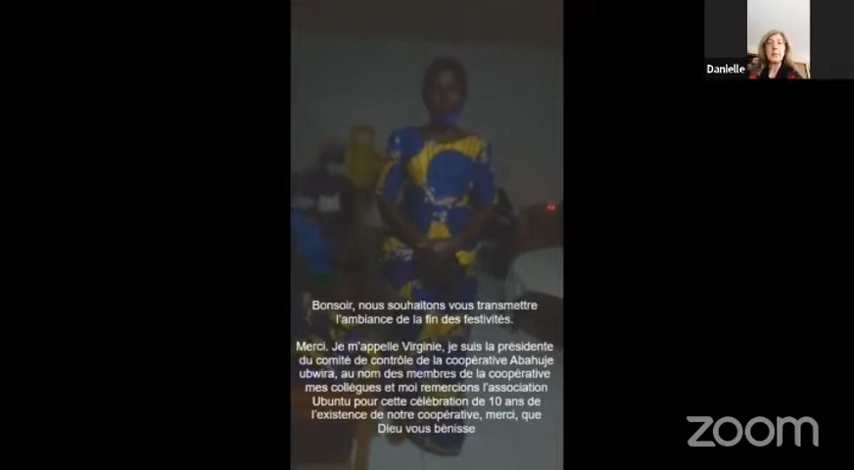 Danielle
Bonsoir, nous souhaitons vous transmettre
l'ambiance de la fin des festivités.
Merci. Je m'appelle Virginie, je suis la présidente
du comité de contrôle de la coopérative Abahuje
ubwira, au nom des membres de la coopérative
mes collègues et moi remercions l'association
Ubuntu pour cette célébration de 10 ans de
l'existence de notre coopérative, merci, que
Dieu vous bénisse
zoom